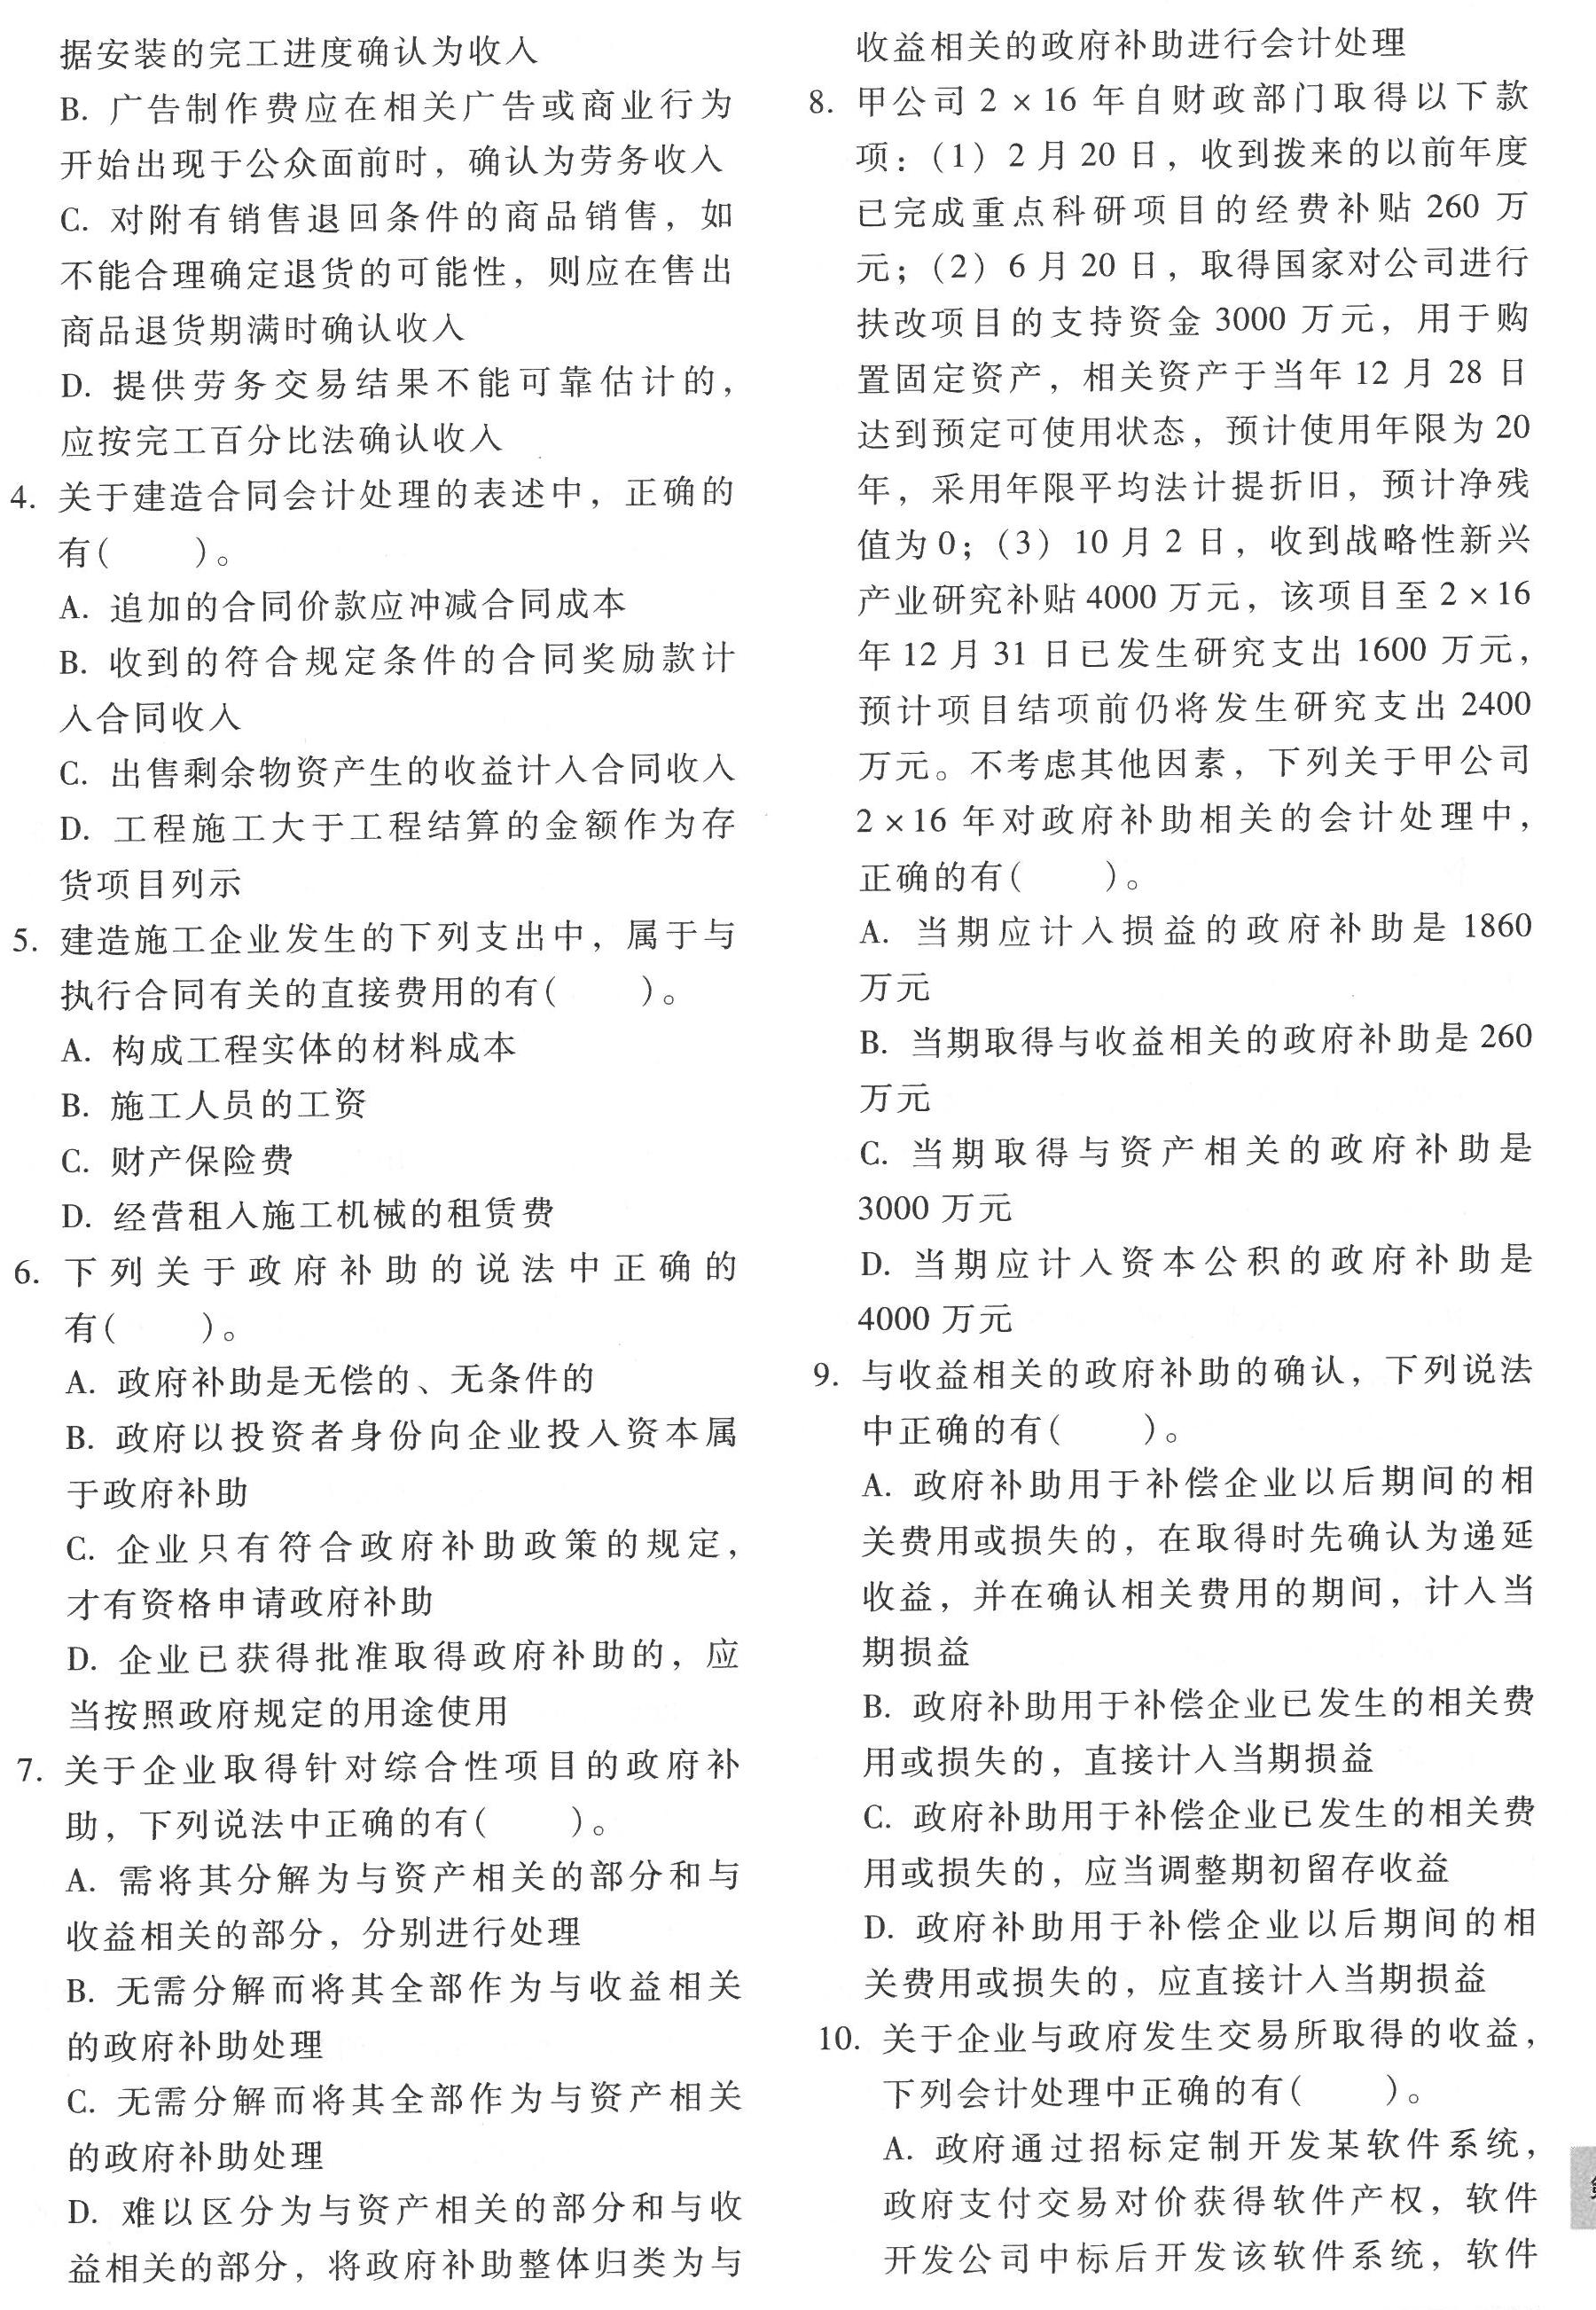 据安装的完工进度确认为收入
B. 广告制作费应在相关广告或商业行为
开始出现于公众面前时，确认为劳务收入
C. 对附有销售退回条件的商品销售，如
不能合理确定退货的可能性，则应在售出
商品退货期满时确认收入
D. 提供劳务交易结果不能可靠估计的，
应按完工百分比法确认收入
4. 关于建造合同会计处理的表述中，正确的
有(　　)。
A. 追加的合同价款应冲减合同成本
B. 收到的符合规定条件的合同奖励款计
入合同收入
C. 出售剩余物资产生的收益计入合同收入
D. 工程施工大于工程结算的金额作为存
货项目列示
5. 建造施工企业发生的下列支出中，属于与
执行合同有关的直接费用的有(　　)。
A. 构成工程实体的材料成本
B. 施工人员的工资
C. 财产保险费
D. 经营租入施工机械的租赁费
6. 下列关于政府补助的说法中正确的
有(　　)。
A. 政府补助是无偿的、无条件的
B. 政府以投资者身份向企业投入资本属
于政府补助
C. 企业只有符合政府补助政策的规定，
才有资格申请政府补助
D. 企业已获得批准取得政府补助的，应
当按照政府规定的用途使用
7. 关于企业取得针对综合性项目的政府补
助，下列说法中正确的有(　　)。
A. 需将其分解为与资产相关的部分和与
收益相关的部分，分别进行处理
B. 无需分解而将其全部作为与收益相关
的政府补助处理
C. 无需分解而将其全部作为与资产相关
的政府补助处理
D. 难以区分为与资产相关的部分和与收
益相关的部分，将政府补助整体归类为与
收益相关的政府补助进行会计处理
8. 甲公司 2×16 年自财政部门取得以下款
项：(1) 2 月 20 日，收到拨来的以前年度
已完成重点科研项目的经费补贴 260 万
元；(2) 6 月 20 日，取得国家对公司进行
扶改项目的支持资金 3000 万元，用于购
置固定资产，相关资产于当年 12 月 28 日
达到预定可使用状态，预计使用年限为 20
年，采用年限平均法计提折旧，预计净残
值为 0；(3) 10 月 2 日，收到战略性新兴
产业研究补贴 4000 万元，该项目至 2×16
年 12 月 31 日已发生研究支出 1600 万元，
预计项目结项前仍将发生研究支出 2400
万元。不考虑其他因素，下列关于甲公司
2×16 年对政府补助相关的会计处理中，
正确的有(　　)。
A. 当期应计入损益的政府补助是 1860
万元
B. 当期取得与收益相关的政府补助是 260
万元
C. 当期取得与资产相关的政府补助是
3000 万元
D. 当期应计入资本公积的政府补助是
4000 万元
9. 与收益相关的政府补助的确认，下列说法
中正确的有(　　)。
A. 政府补助用于补偿企业以后期间的相
关费用或损失的，在取得时先确认为递延
收益，并在确认相关费用的期间，计入当
期损益
B. 政府补助用于补偿企业已发生的相关费
用或损失的，直接计入当期损益
C. 政府补助用于补偿企业已发生的相关费
用或损失的，应当调整期初留存收益
D. 政府补助用于补偿企业以后期间的相
关费用或损失的，应直接计入当期损益
10. 关于企业与政府发生交易所取得的收益，
下列会计处理中正确的有(　　)。
A. 政府通过招标定制开发某软件系统，
政府支付交易对价获得软件产权，软件
开发公司中标后开发该软件系统，软件